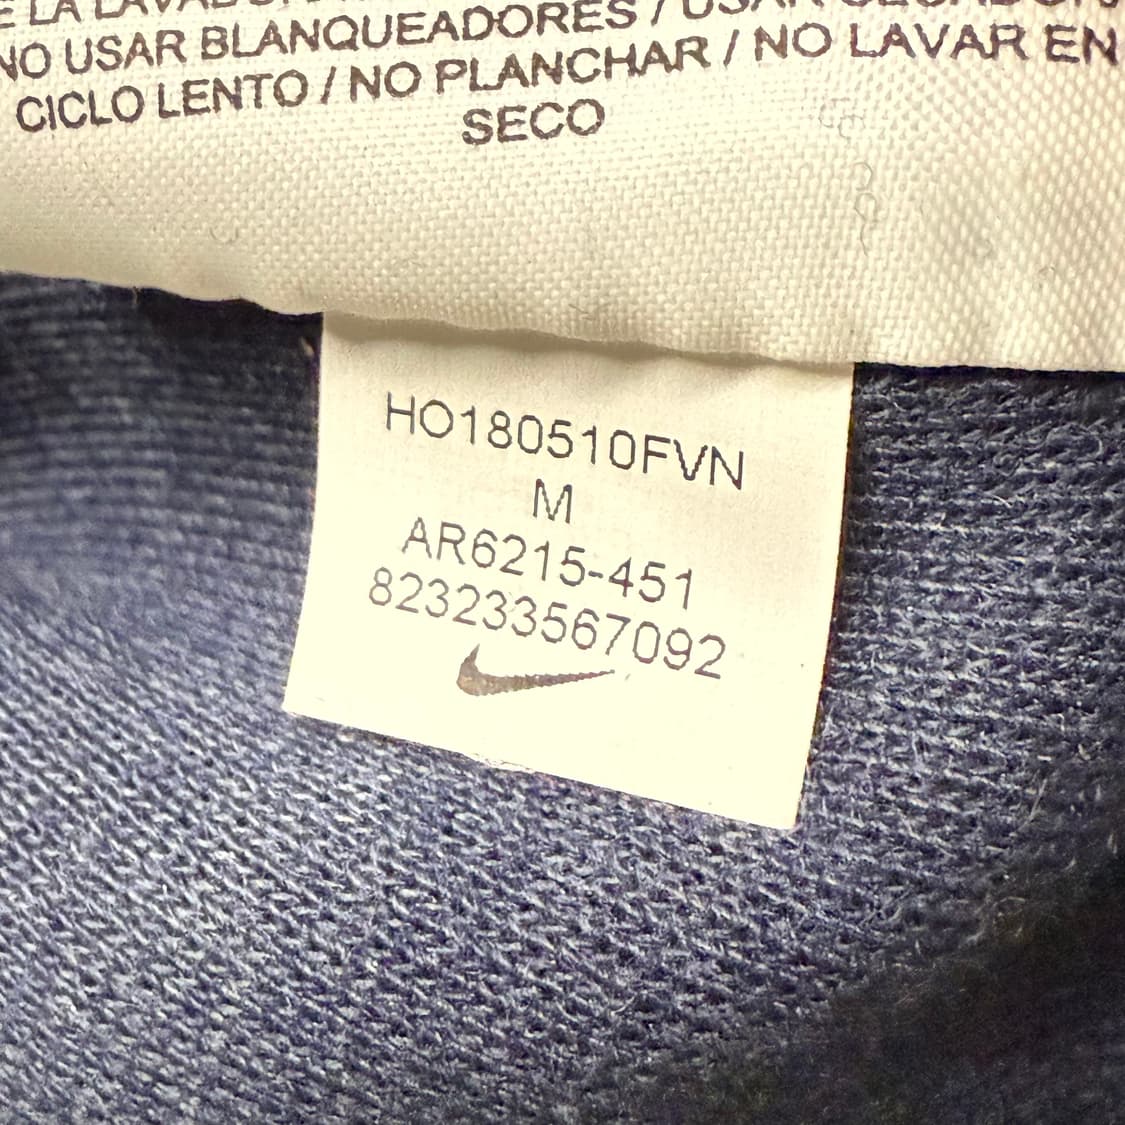 NO USAR BLANQUEADORES /
CICLO LENTO / NO PLANCHAR / NO LAVAR EN
SECO
HO180510FVN
M
AR6215-451
823233567092